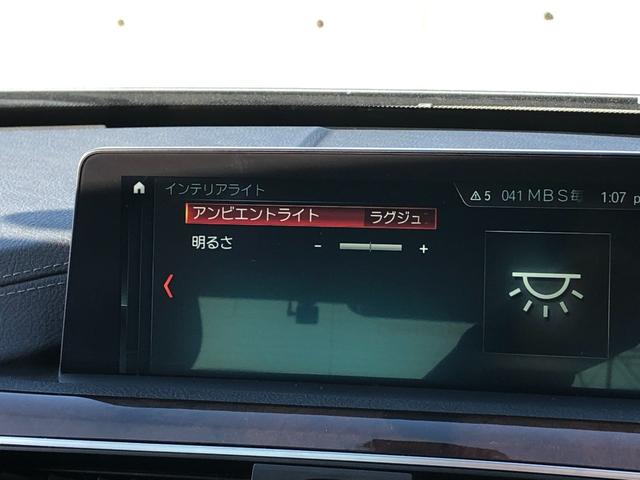 インテリアライト
⚠5 041 MBS毎 1:07 p
アンビエントライト ラグジュ
明るさ - +